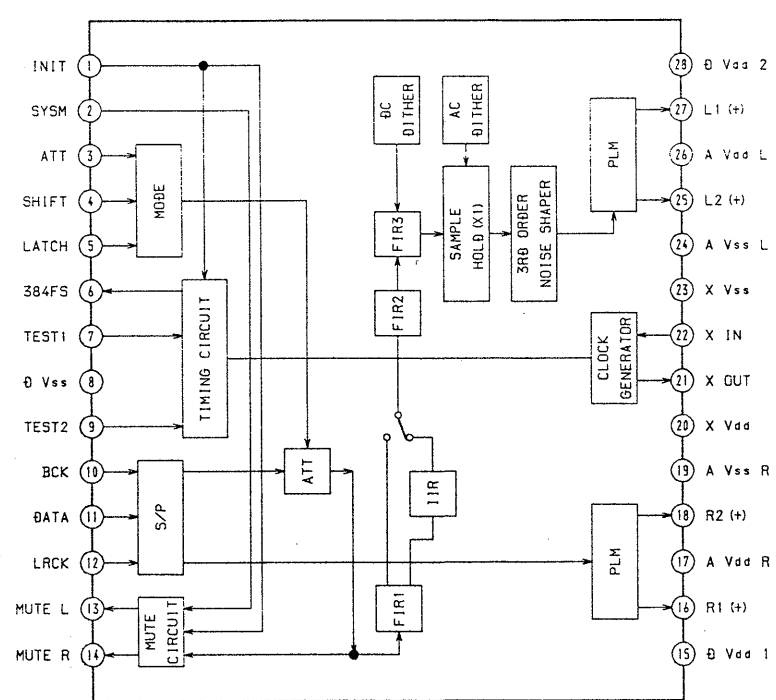 INIT 1
SYSM 2
ATT 3
SHIFT 4
LATCH 5
384FS 6
TEST1 7
D Vss 8
TEST2 9
BCK 10
DATA 11
LRCK 12
MUTE L 13
MUTE R 14
MODE
TIMING CIRCUIT
S/P
MUTE
CIRCUIT
ATT
DC
DITHER
AC
DITHER
FIR3
SAMPLE
HOLD(X1)
3RD ORDER
NOISE SHAPER
PLM
FIR2
CLOCK
GENERATOR
IIR
FIR1
PLM
28 D Vdd 2
27 L1 (+)
26 A Vdd L
25 L2 (+)
24 A Vss L
23 X Vss
22 X IN
21 X OUT
20 X Vdd
19 A Vss R
18 R2 (+)
17 A Vdd R
16 R1 (+)
15 D Vdd 1